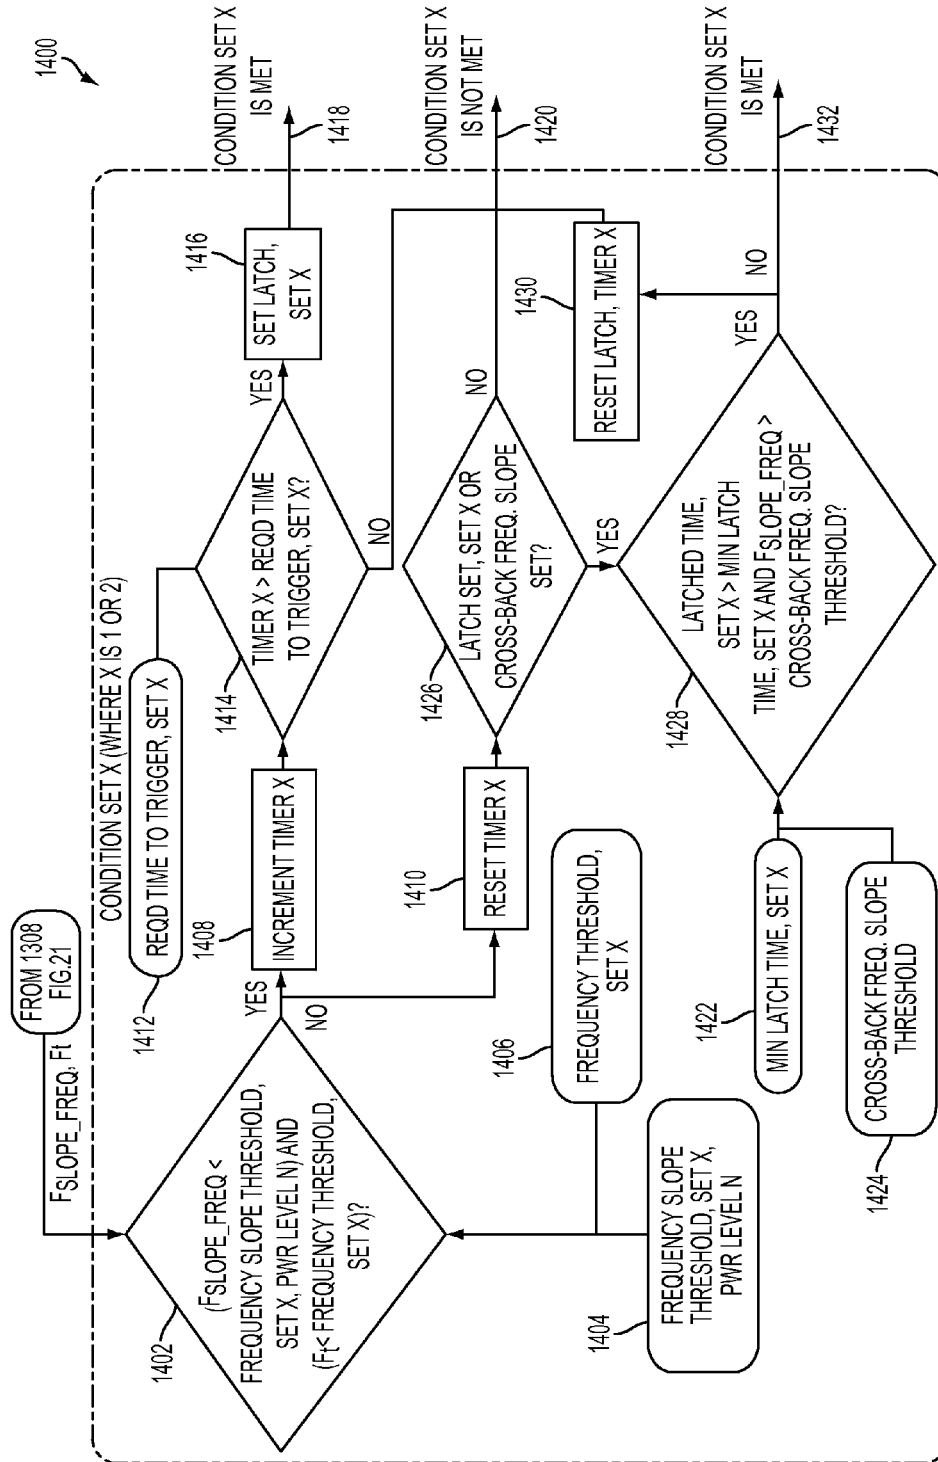 1400
FROM 1308
FIG.21
FSLOPE_FREQ, Ft
CONDITION SET X (WHERE X IS 1 OR 2)
1402
(FSLOPE_FREQ <
FREQUENCY SLOPE THRESHOLD,
SET X, PWR LEVEL N) AND
(Ft< FREQUENCY THRESHOLD,
SET X)?
YES
NO
1404
FREQUENCY SLOPE
THRESHOLD, SET X,
PWR LEVEL N
1406
FREQUENCY THRESHOLD,
SET X
1408
INCREMENT TIMER X
1410
RESET TIMER X
1412
REQD TIME TO TRIGGER, SET X
1414
TIMER X > REQD TIME
TO TRIGGER, SET X?
YES
NO
1416
SET LATCH,
SET X
CONDITION SET X
IS MET
1418
1426
LATCH SET, SET X OR
CROSS-BACK FREQ. SLOPE
SET?
NO
YES
CONDITION SET X
IS NOT MET
1420
1422
MIN LATCH TIME, SET X
1424
CROSS-BACK FREQ. SLOPE
THRESHOLD
1428
LATCHED TIME,
SET X > MIN LATCH
TIME, SET X AND FSLOPE_FREQ >
CROSS-BACK FREQ. SLOPE
THRESHOLD?
YES
NO
1430
RESET LATCH, TIMER X
CONDITION SET X
IS MET
1432